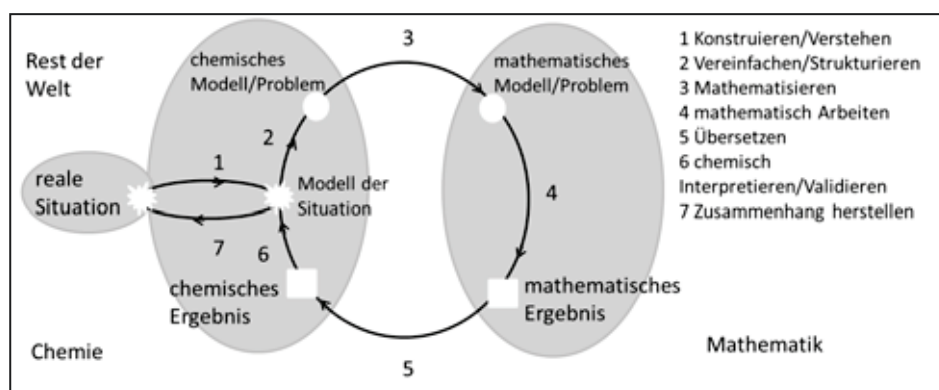 Rest der
Welt
chemisches
Modell/Problem
3
mathematisches
Modell/Problem
1 Konstruieren/Verstehen
2 Vereinfachen/Strukturieren
3 Mathematisieren
4 mathematisch Arbeiten
5 Übersetzen
6 chemisch
Interpretieren/Validieren
7 Zusammenhang herstellen
2
1
reale
Situation
Modell der
Situation
4
7
6
chemisches
Ergebnis
mathematisches
Ergebnis
Chemie
5
Mathematik